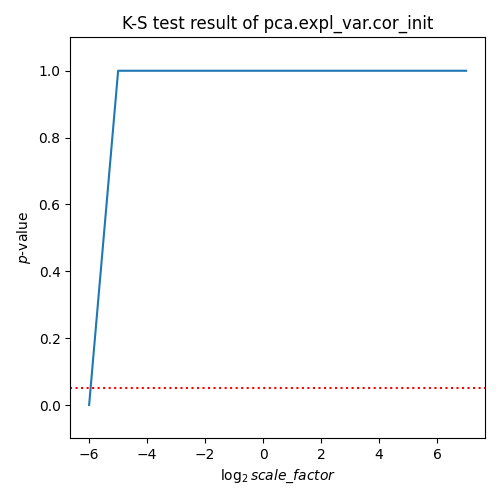 K-S test result of pca.expl_var.cor_init
1.0
0.8
0.6
0.4
0.2
0.0
p-value
−6 −4 −2 0 2 4 6
log₂ scale_factor